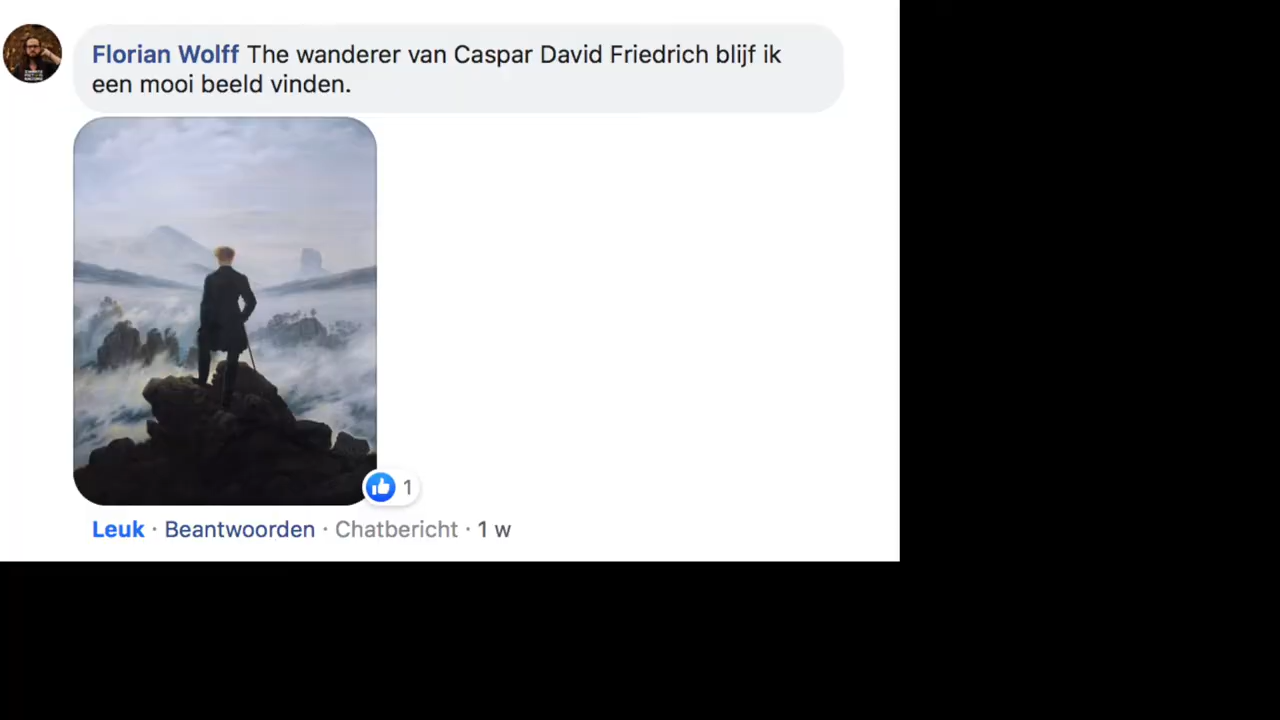 Florian Wolff The wanderer van Caspar David Friedrich blijf ik
een mooi beeld vinden.
1
Leuk · Beantwoorden · Chatbericht · 1 w